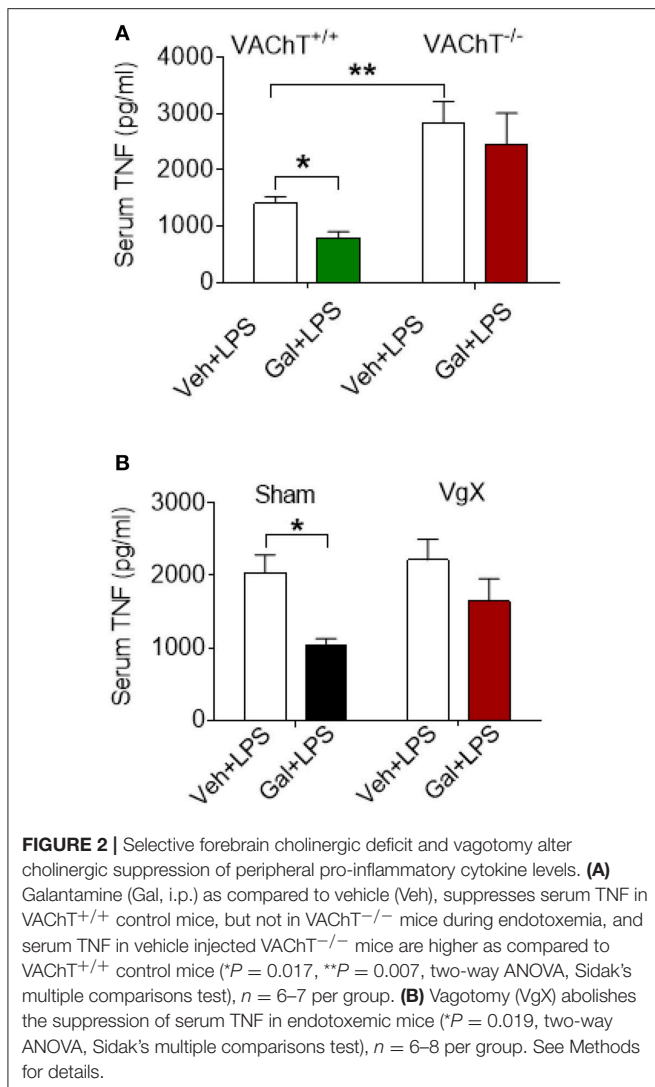 A
VAChT+/+ VAChT-/-
4000
3000
2000
1000
0
Serum TNF (pg/ml)
**
*
Veh+LPS
Gal+LPS
Veh+LPS
Gal+LPS
B
Sham VgX
3000
2000
1000
0
Serum TNF (pg/ml)
*
Veh+LPS
Gal+LPS
Veh+LPS
Gal+LPS
FIGURE 2 | Selective forebrain cholinergic deficit and vagotomy alter
cholinergic suppression of peripheral pro-inflammatory cytokine levels. (A)
Galantamine (Gal, i.p.) as compared to vehicle (Veh), suppresses serum TNF in
VAChT+/+ control mice, but not in VAChT−/− mice during endotoxemia, and
serum TNF in vehicle injected VAChT−/− mice are higher as compared to
VAChT+/+ control mice (*P = 0.017, **P = 0.007, two-way ANOVA, Sidak's
multiple comparisons test), n = 6–7 per group. (B) Vagotomy (VgX) abolishes
the suppression of serum TNF in endotoxemic mice (*P = 0.019, two-way
ANOVA, Sidak's multiple comparisons test), n = 6–8 per group. See Methods
for details.